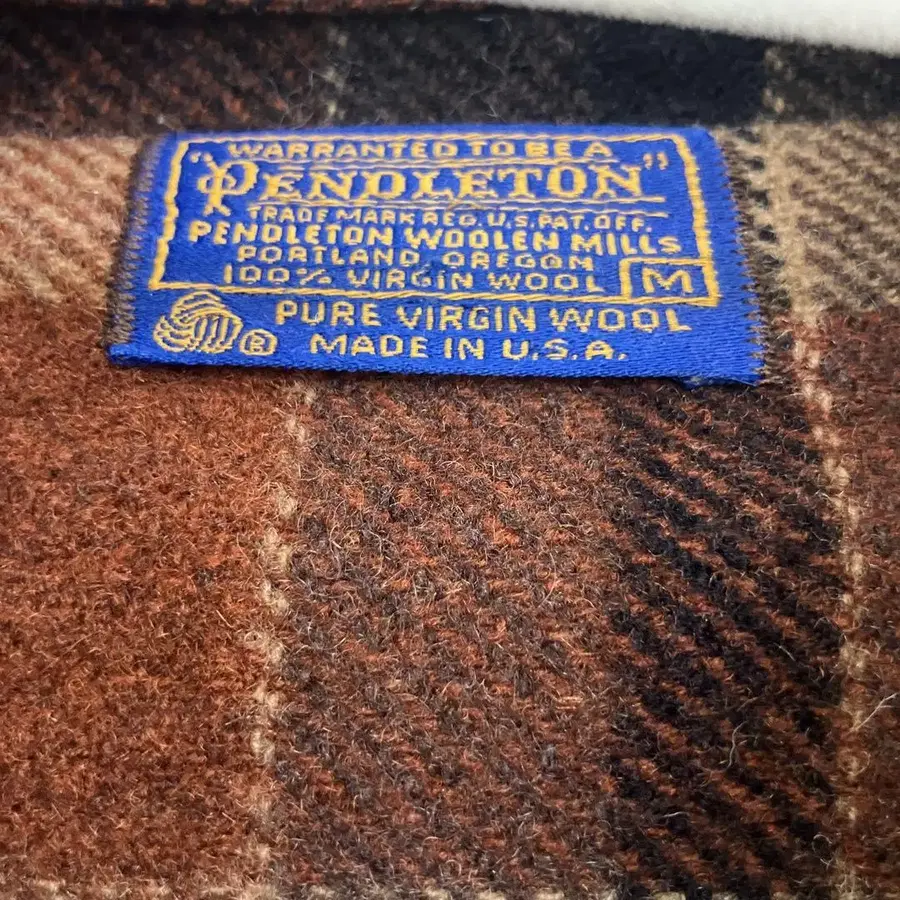 WARRANTED TO BE A
"PENDLETON"
TRADE MARK REG. U.S. PAT. OFF.
PENDLETON WOOLEN MILLS
PORTLAND, OREGON
100% VIRGIN WOOL M
PURE VIRGIN WOOL
® MADE IN U.S.A.